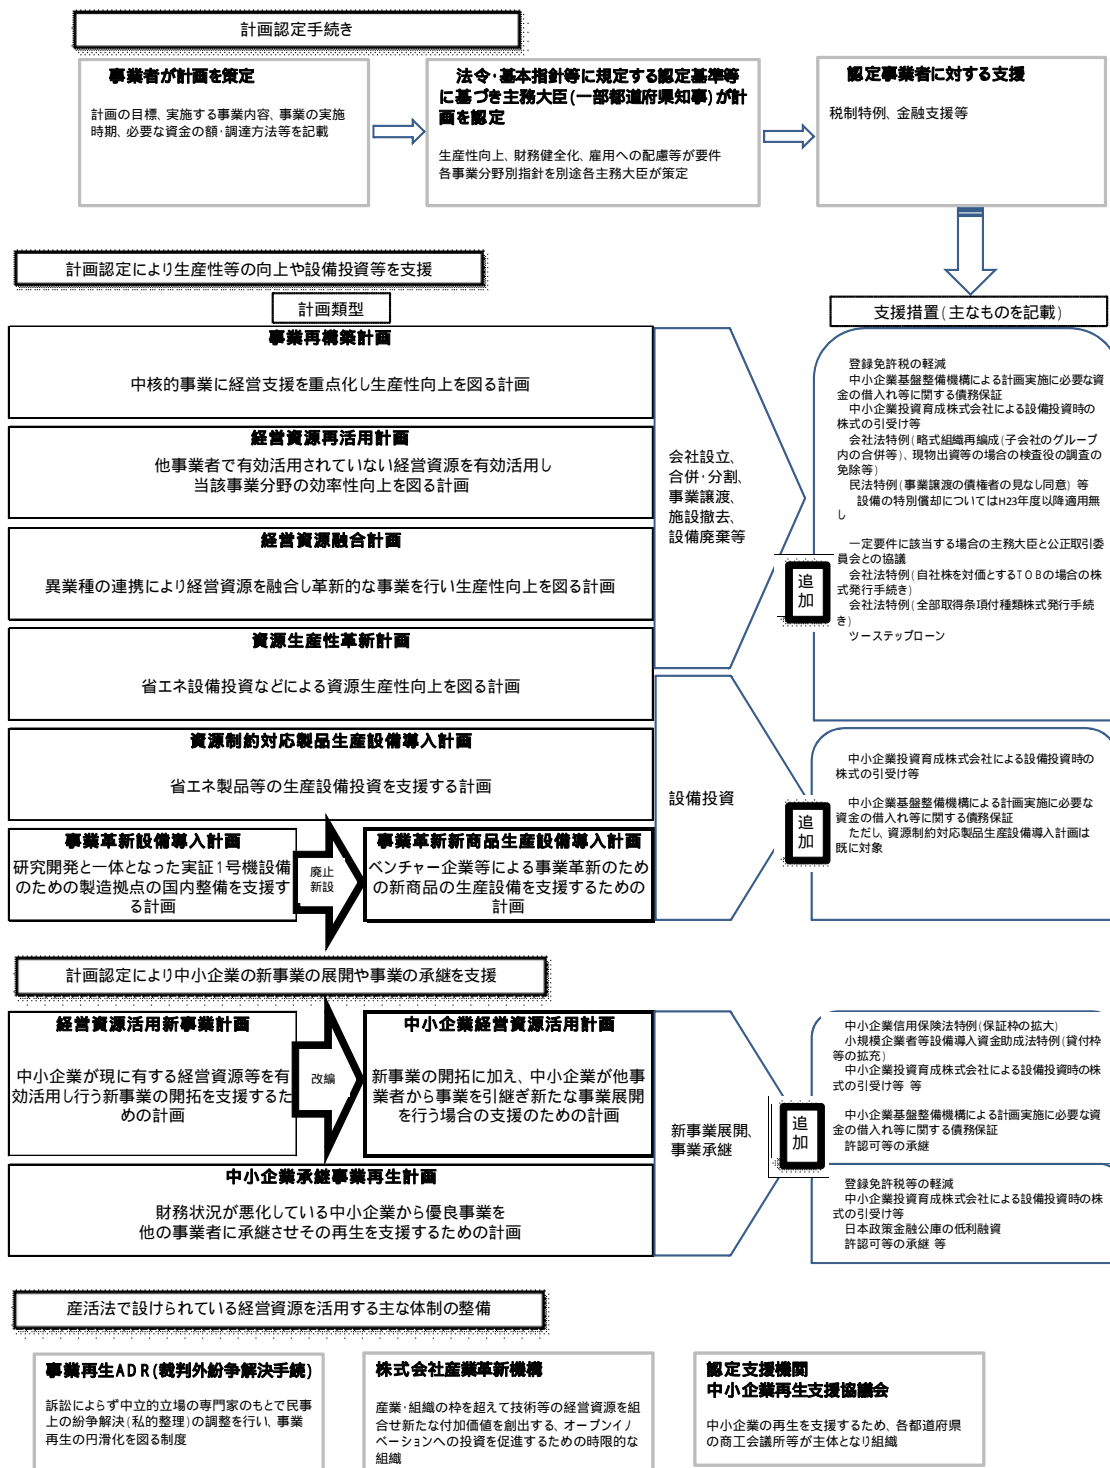 計画認定手続き
事業者が計画を策定
計画の目標、実施する事業内容、事業の実施
時期、必要な資金の額・調達方法等を記載
法令・基本指針等に規定する認定基準等
に基づき主務大臣(一部都道府県知事)が計
画を認定
生産性向上、財務健全化、雇用への配慮等が要件
各事業分野別指針を別途各主務大臣が策定
認定事業者に対する支援
税制特例、金融支援等
計画認定により生産性等の向上や設備投資等を支援
計画類型
支援措置(主なものを記載)
事業再構築計画
中核的事業に経営支援を重点化し生産性向上を図る計画
経営資源再活用計画
他事業者で有効活用されていない経営資源を有効活用し
当該事業分野の効率性向上を図る計画
経営資源融合計画
異業種の連携により経営資源を融合し革新的な事業を行い生産性向上を図る計画
資源生産性革新計画
省エネ設備投資などによる資源生産性向上を図る計画
資源制約対応製品生産設備導入計画
省エネ製品等の生産設備投資を支援する計画
事業革新設備導入計画
研究開発と一体となった実証1号機設備
のための製造拠点の国内整備を支援す
る計画
廃止
新設
事業革新新商品生産設備導入計画
ベンチャー企業等による事業革新のため
の新商品の生産設備を支援するための
計画
会社設立、
合併・分割、
事業譲渡、
施設撤去、
設備廃棄等
設備投資
登録免許税の軽減
中小企業基盤整備機構による計画実施に必要な資
金の借入れ等に関する債務保証
中小企業投資育成株式会社による設備投資時の
株式の引受け等
会社法特例(略式組織再編成(子会社のグループ
内の合併等)、現物出資等の場合の検査役の調査の
免除等)
民法特例(事業譲渡の債権者の見なし同意) 等
設備の特別償却についてはH23年度以降適用無
し
一定要件に該当する場合の主務大臣と公正取引委
員会との協議
会社法特例(自社株を対価とするTOBの場合の株
式発行手続き)
会社法特例(全部取得条項付種類株式発行手続
き)
ツーステップローン
追
加
中小企業投資育成株式会社による設備投資時の
株式の引受け等
中小企業基盤整備機構による計画実施に必要な
資金の借入れ等に関する債務保証
ただし、資源制約対応製品生産設備導入計画は
既に対象
追
加
計画認定により中小企業の新事業の展開や事業の承継を支援
経営資源活用新事業計画
中小企業が現に有する経営資源等を有
効活用し行う新事業の開拓を支援するた
めの計画
改編
中小企業経営資源活用計画
新事業の開拓に加え、中小企業が他事
業者から事業を引継ぎ新たな事業展開
を行う場合の支援のための計画
中小企業承継事業再生計画
財務状況が悪化している中小企業から優良事業を
他の事業者に承継させその再生を支援するための計画
新事業展開、
事業承継
追
加
中小企業信用保険法特例(保証枠の拡大)
小規模企業者等設備導入資金助成法特例(貸付枠
等の拡充)
中小企業投資育成株式会社による設備投資時の株
式の引受け等 等
中小企業基盤整備機構による計画実施に必要な資
金の借入れ等に関する債務保証
許認可等の承継
登録免許税等の軽減
中小企業投資育成株式会社による設備投資時の株
式の引受け等
日本政策金融公庫の低利融資
許認可等の承継 等
産活法で設けられている経営資源を活用する主な体制の整備
事業再生ADR(裁判外紛争解決手続)
訴訟によらず中立的立場の専門家のもとで民事
上の紛争解決(私的整理)の調整を行い、事業
再生の円滑化を図る制度
株式会社産業革新機構
産業・組織の枠を超えて技術等の経営資源を組
合せ新たな付加価値を創出する、オープンイノ
ベーションへの投資を促進するための時限的な
組織
認定支援機関
中小企業再生支援協議会
中小企業の再生を支援するため、各都道府県
の商工会議所等が主体となり組織